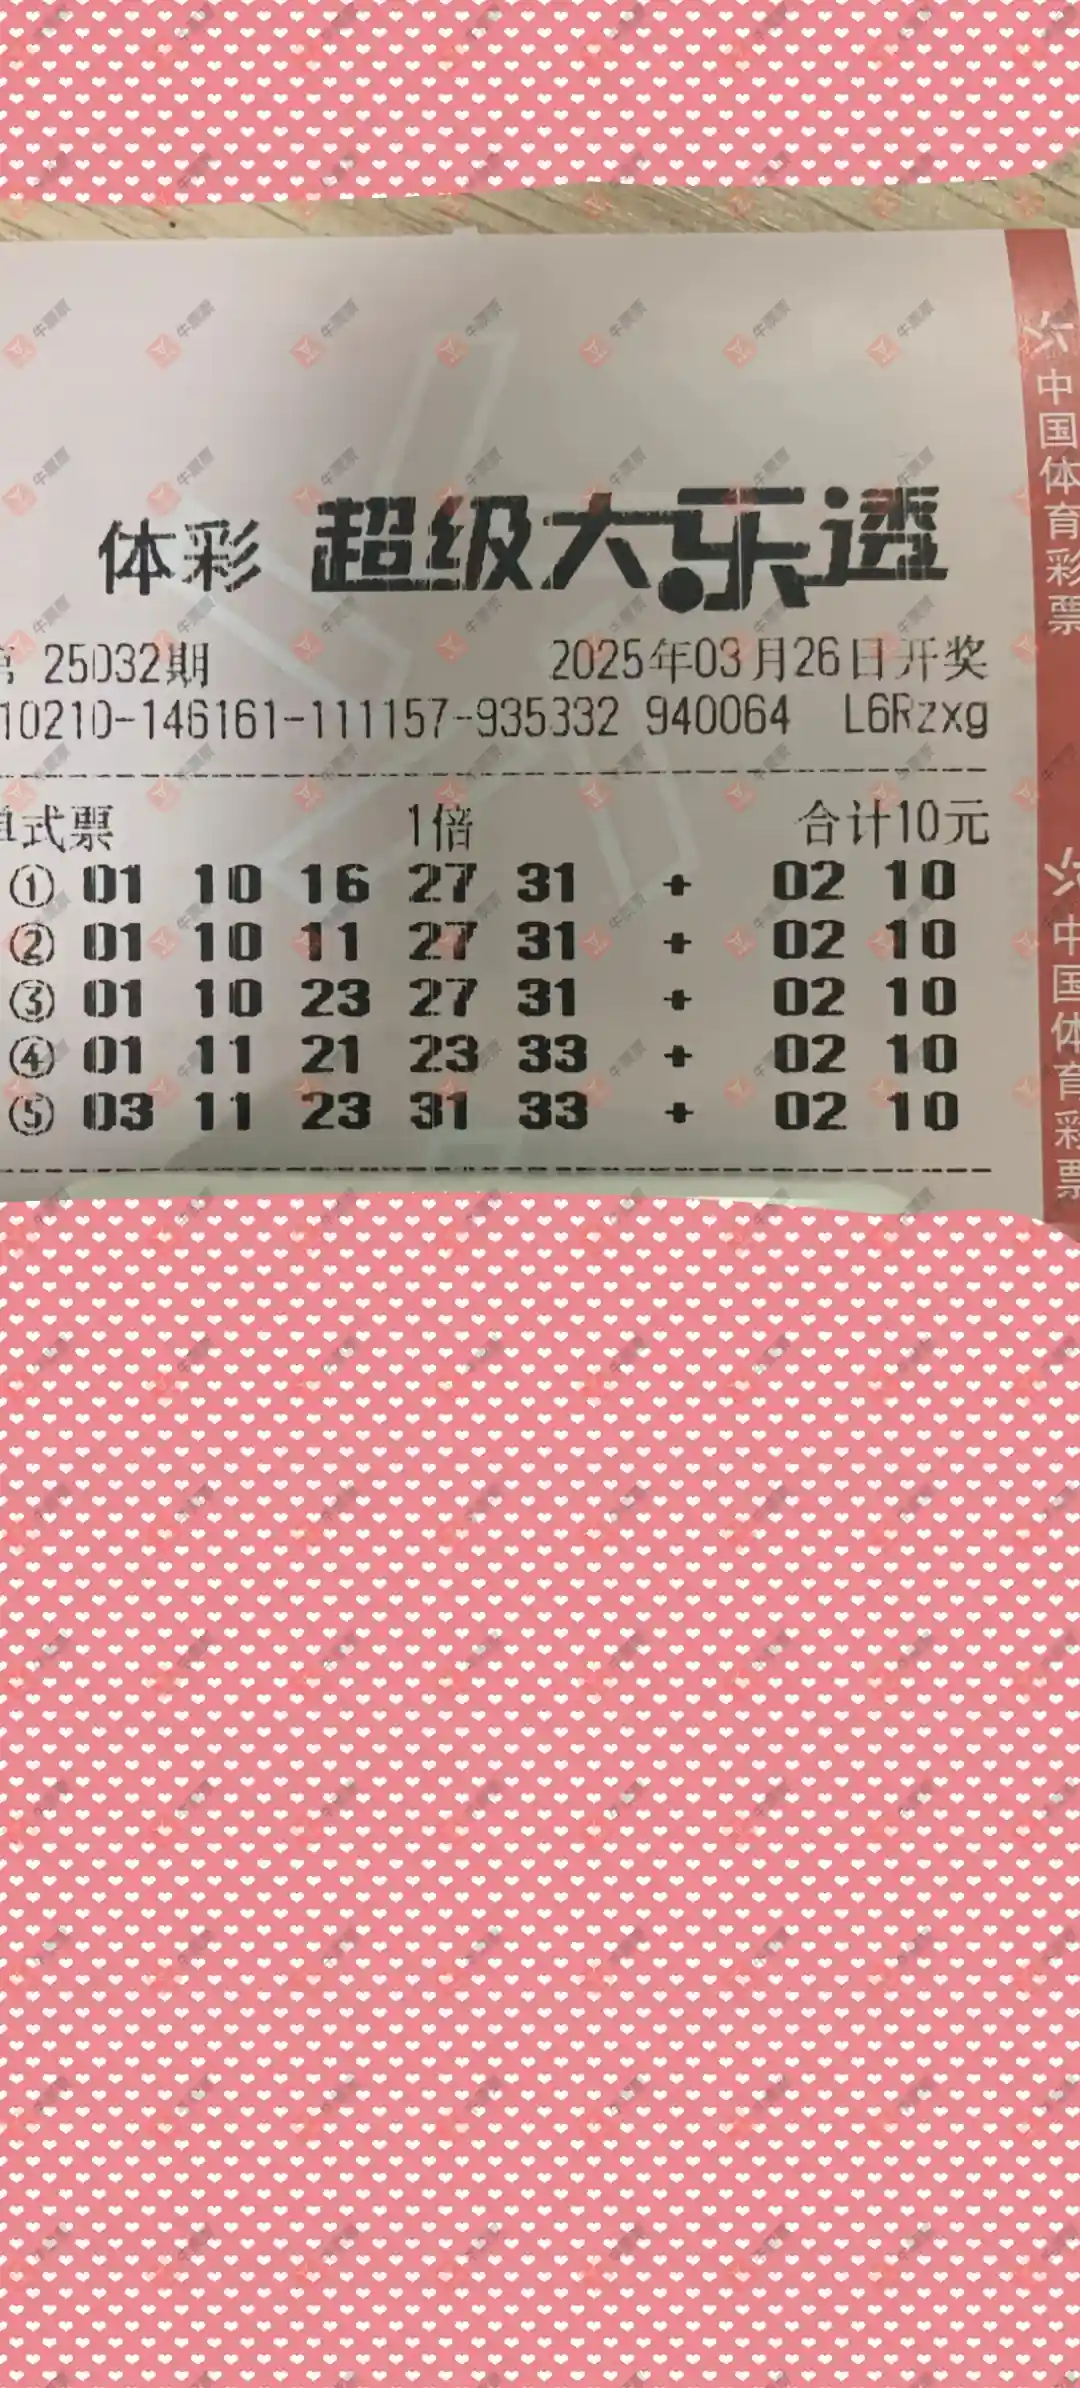 体彩 超级大乐透
第 25032期 2025年03月26日开奖
10210-146161-111157-935332 940064 L6Rzxg
单式票 1倍 合计10元
① 01 10 16 27 31 + 02 10
② 01 10 11 27 31 + 02 10
③ 01 10 23 27 31 + 02 10
④ 01 11 21 23 33 + 02 10
⑤ 03 11 23 31 33 + 02 10
中国体育彩票
中国体育彩票